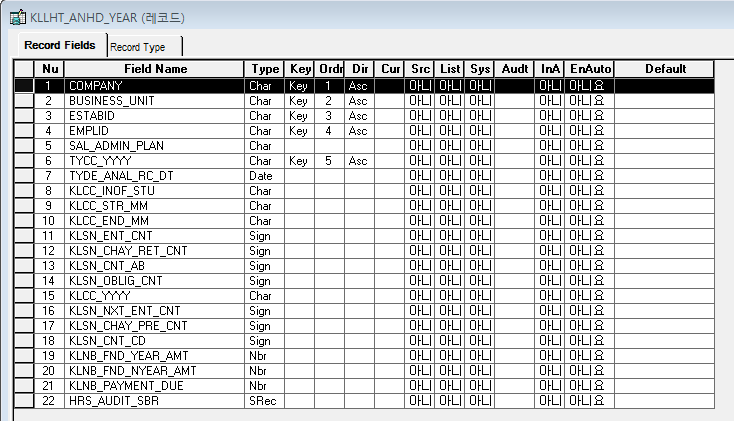 KLLHT_ANHD_YEAR (레코드)
Record Fields Record Type
Nu Field Name Type Key Ordr Dir Cur Src List Sys Audt InA EnAuto Default
1 COMPANY Char Key 1 Asc 아니 아니 아니 아니 아니요
2 BUSINESS_UNIT Char Key 2 Asc 아니 아니 아니 아니 아니요
3 ESTABID Char Key 3 Asc 아니 아니 아니 아니 아니요
4 EMPLID Char Key 4 Asc 아니 아니 아니 아니 아니요
5 SAL_ADMIN_PLAN Char 아니 아니 아니 아니 아니요
6 TYCC_YYYY Char Key 5 Asc 아니 아니 아니 아니 아니요
7 TYDE_ANAL_RC_DT Date 아니 아니 아니 아니 아니요
8 KLCC_INOF_STU Char 아니 아니 아니 아니 아니요
9 KLCC_STR_MM Char 아니 아니 아니 아니 아니요
10 KLCC_END_MM Char 아니 아니 아니 아니 아니요
11 KLSN_ENT_CNT Sign 아니 아니 아니 아니 아니요
12 KLSN_CHAY_RET_CNT Sign 아니 아니 아니 아니 아니요
13 KLSN_CNT_AB Sign 아니 아니 아니 아니 아니요
14 KLSN_OBLIG_CNT Sign 아니 아니 아니 아니 아니요
15 KLCC_YYYY Char 아니 아니 아니 아니 아니요
16 KLSN_NXT_ENT_CNT Sign 아니 아니 아니 아니 아니요
17 KLSN_CHAY_PRE_CNT Sign 아니 아니 아니 아니 아니요
18 KLSN_CNT_CD Sign 아니 아니 아니 아니 아니요
19 KLNB_FND_YEAR_AMT Nbr 아니 아니 아니 아니 아니요
20 KLNB_FND_NYEAR_AMT Nbr 아니 아니 아니 아니 아니요
21 KLNB_PAYMENT_DUE Nbr 아니 아니 아니 아니 아니요
22 HRS_AUDIT_SBR SRec 아니 아니 아니 아니 아니요